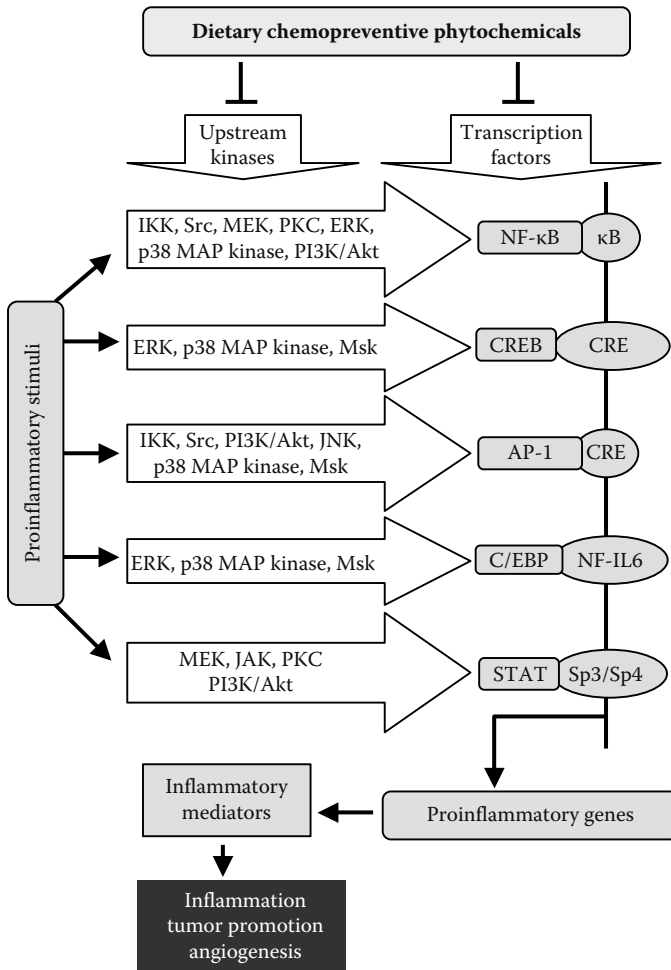 Dietary chemopreventive phytochemicals
Upstream
kinases
Transcription
factors
IKK, Src, MEK, PKC, ERK,
p38 MAP kinase, PI3K/Akt
NF-κB
κB
ERK, p38 MAP kinase, Msk
CREB
CRE
Proinflammatory stimuli
IKK, Src, PI3K/Akt, JNK,
p38 MAP kinase, Msk
AP-1
CRE
ERK, p38 MAP kinase, Msk
C/EBP
NF-IL6
MEK, JAK, PKC
PI3K/Akt
STAT
Sp3/Sp4
Inflammatory
mediators
Proinflammatory genes
Inflammation
tumor promotion
angiogenesis